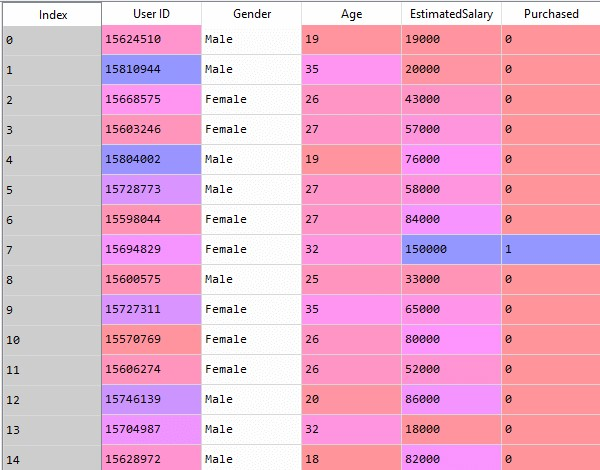 Index User ID Gender Age EstimatedSalary Purchased
0 15624510 Male 19 19000 0
1 15810944 Male 35 20000 0
2 15668575 Female 26 43000 0
3 15603246 Female 27 57000 0
4 15804002 Male 19 76000 0
5 15728773 Male 27 58000 0
6 15598044 Female 27 84000 0
7 15694829 Female 32 150000 1
8 15600575 Male 25 33000 0
9 15727311 Female 35 65000 0
10 15570769 Female 26 80000 0
11 15606274 Female 26 52000 0
12 15746139 Male 20 86000 0
13 15704987 Male 32 18000 0
14 15628972 Male 18 82000 0